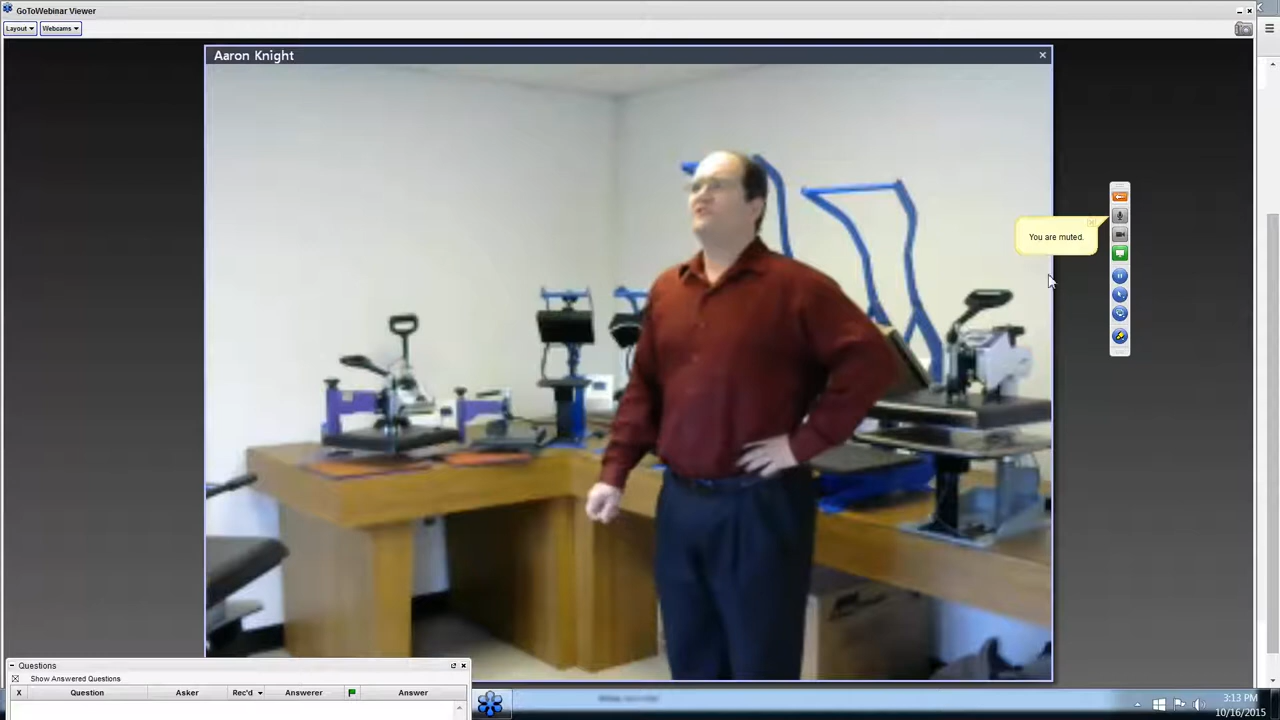 GoToWebinar Viewer
Layout
Webcams
Aaron Knight
You are muted.
Questions
Show Answered Questions
X Question Asker Rec'd Answerer Answer
3:13 PM
10/16/2015